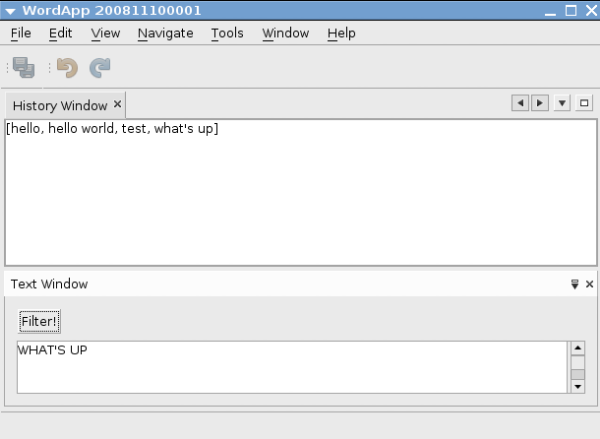 WordApp 200811100001
File Edit View Navigate Tools Window Help
History Window
[hello, hello world, test, what's up]
Text Window
Filter!
WHAT'S UP